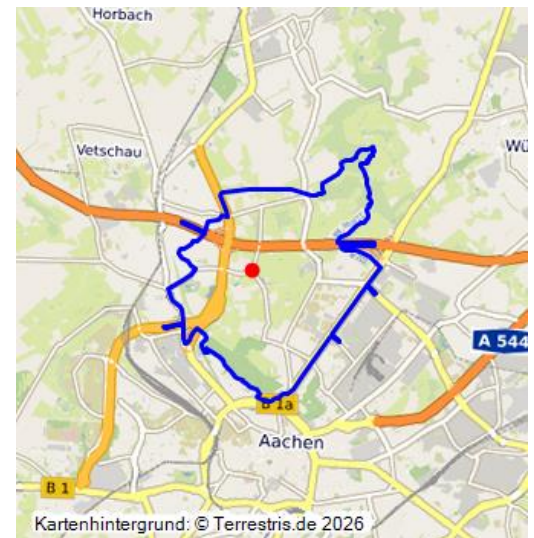 Horbach
Vetschau
Wü
A 544
B 1a
Aachen
B 1
Kartenhintergrund: © Terrestris.de 2026